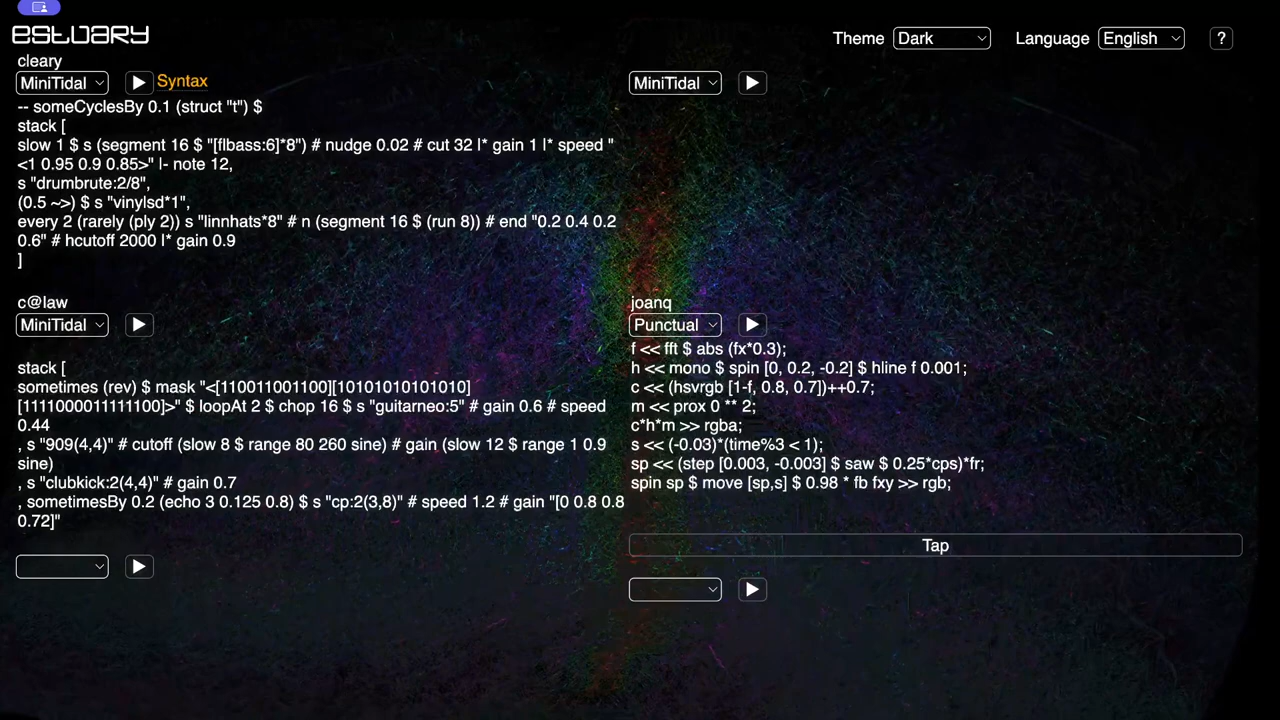 estuary
Theme Dark Language English ?
cleary
MiniTidal Syntax
-- someCyclesBy 0.1 (struct "t") $
stack [
slow 1 $ s (segment 16 $ "[flbass:6]*8") # nudge 0.02 # cut 32 |* gain 1 |* speed "
<1 0.95 0.9 0.85>" |- note 12,
s "drumbrute:2/8",
(0.5 ~>) $ s "vinylsd*1",
every 2 (rarely (ply 2)) s "linnhats*8" # n (segment 16 $ (run 8)) # end "0.2 0.4 0.2
0.6" # hcutoff 2000 |* gain 0.9
]
MiniTidal
c@law
MiniTidal
stack [
sometimes (rev) $ mask "<[110011001100][10101010101010]
[1111000011111100]>" $ loopAt 2 $ chop 16 $ s "guitarneo:5" # gain 0.6 # speed
0.44
, s "909(4,4)" # cutoff (slow 8 $ range 80 260 sine) # gain (slow 12 $ range 1 0.9
sine)
, s "clubkick:2(4,4)" # gain 0.7
, sometimesBy 0.2 (echo 3 0.125 0.8) $ s "cp:2(3,8)" # speed 1.2 # gain "[0 0.8 0.8
0.72]"
joanq
Punctual
f << fft $ abs (fx*0.3);
h << mono $ spin [0, 0.2, -0.2] $ hline f 0.001;
c << (hsvrgb [1-f, 0.8, 0.7])++0.7;
m << prox 0 ** 2;
c*h*m >> rgba;
s << (-0.03)*(time%3 < 1);
sp << (step [0.003, -0.003] $ saw $ 0.25*cps)*fr;
spin sp $ move [sp,s] $ 0.98 * fb fxy >> rgb;
Tap